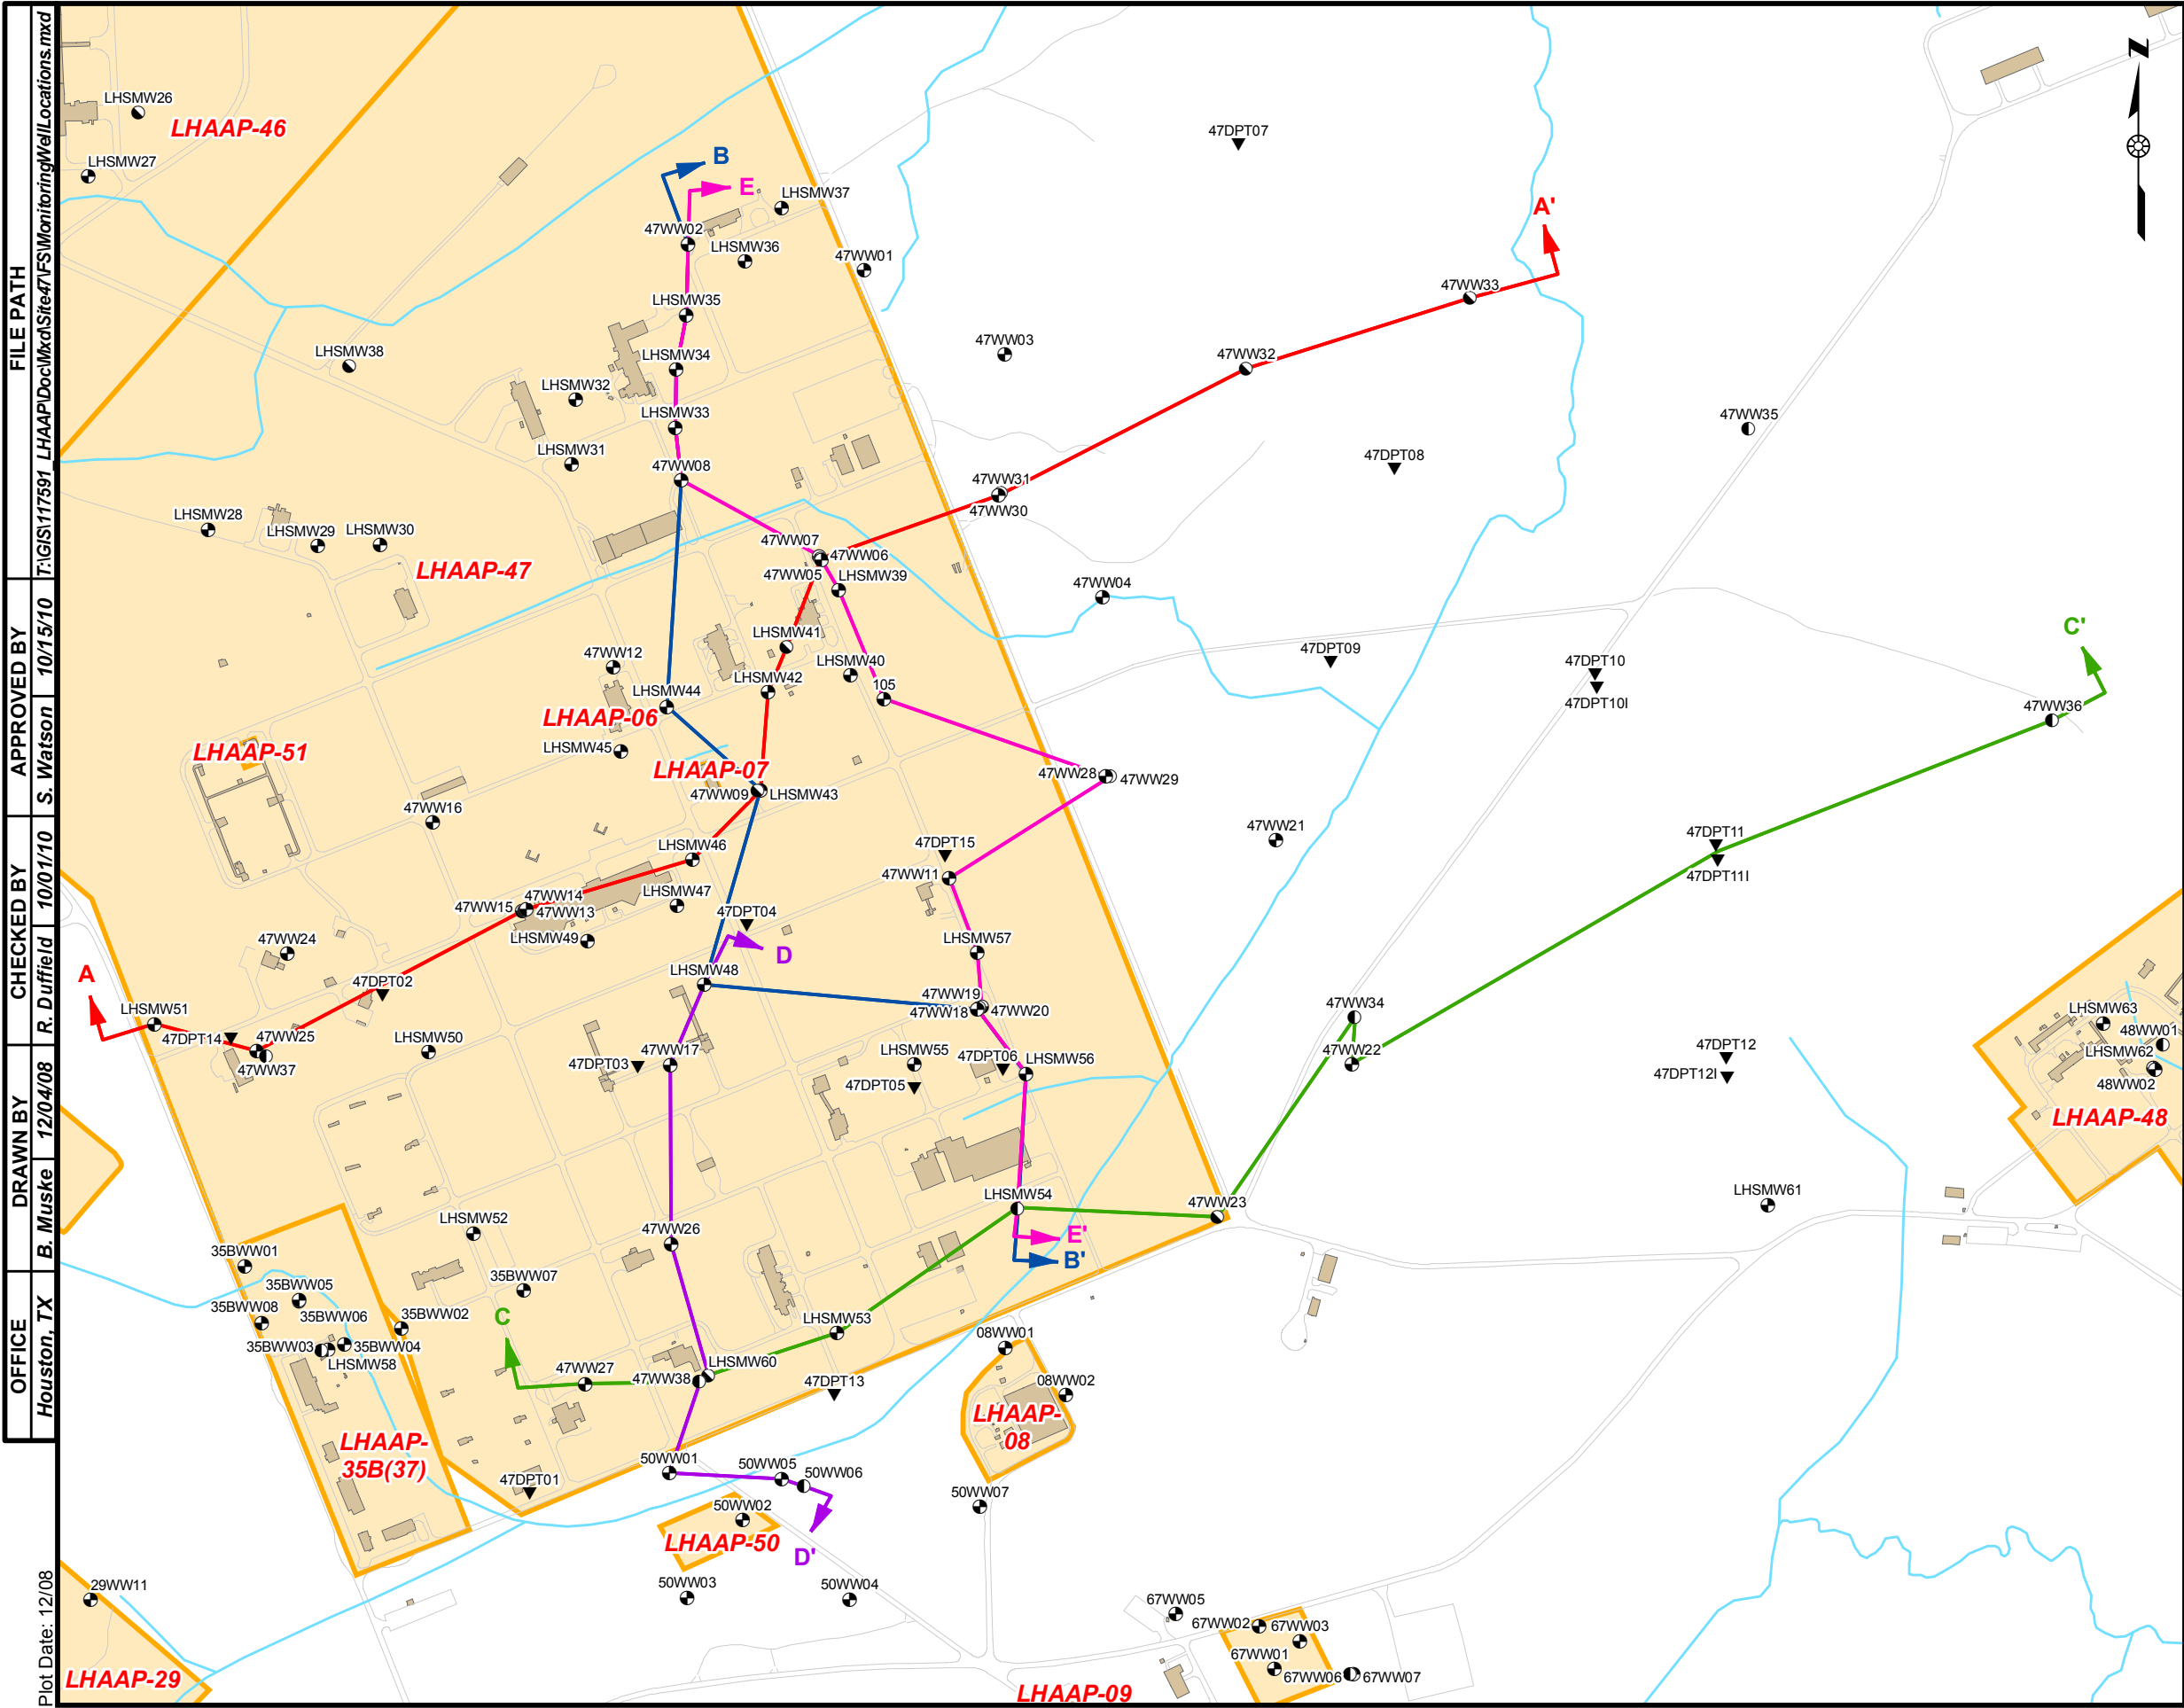 FILE PATH
T:\GIS\117591_LHAAP\Doc\Mxd\Site47\FS\MonitoringWellLocations.mxd
APPROVED BY
S. Watson 10/15/10
CHECKED BY
R. Duffield 10/01/10
DRAWN BY
B. Muske 12/04/08
OFFICE
Houston, TX
Plot Date: 12/08
N
LHSMW26
LHAAP-46
LHSMW27
47DPT07
B
E
LHSMW37
A'
47WW02
LHSMW36
47WW01
47WW33
LHSMW35
47WW03
LHSMW38
LHSMW34
47WW32
LHSMW32
LHSMW33
47WW35
LHSMW31
47WW08
47DPT08
47WW31
47WW30
LHSMW28
LHSMW29
LHSMW30
47WW07
47WW06
LHAAP-47
47WW05
LHSMW39
47WW04
C'
LHSMW41
47WW12
47DPT09
47DPT10
LHSMW40
LHSMW42
105
LHSMW44
47DPT10I
47WW36
LHAAP-06
LHAAP-51
LHSMW45
LHAAP-07
47WW28
47WW29
47WW09
LHSMW43
47WW16
47WW21
47DPT11
LHSMW46
47DPT15
47WW11
47DPT11I
47WW14
LHSMW47
47WW15
47WW13
47DPT04
LHSMW49
47WW24
LHSMW57
D
A
47DPT02
LHSMW48
47WW19
47WW18
47WW20
47WW34
LHSMW51
LHSMW63
47DPT14
47WW25
48WW01
LHSMW50
47WW37
47DPT03
47WW17
LHSMW55
47DPT06
LHSMW56
47WW22
47DPT12
LHSMW62
47DPT12I
48WW02
47DPT05
LHAAP-48
LHSMW54
47WW23
LHSMW61
LHSMW52
47WW26
E'
35BWW01
B'
35BWW05
35BWW07
35BWW08
35BWW06
35BWW02
C
LHSMW53
35BWW03
35BWW04
LHSMW58
08WW01
47WW27
LHSMW60
47WW38
47DPT13
08WW02
LHAAP-
08
LHAAP-
35B(37)
50WW01
50WW05
50WW06
47DPT01
50WW07
50WW02
LHAAP-50
D'
50WW03
50WW04
29WW11
67WW05
67WW02
67WW03
67WW01
67WW06
67WW07
LHAAP-29
LHAAP-09